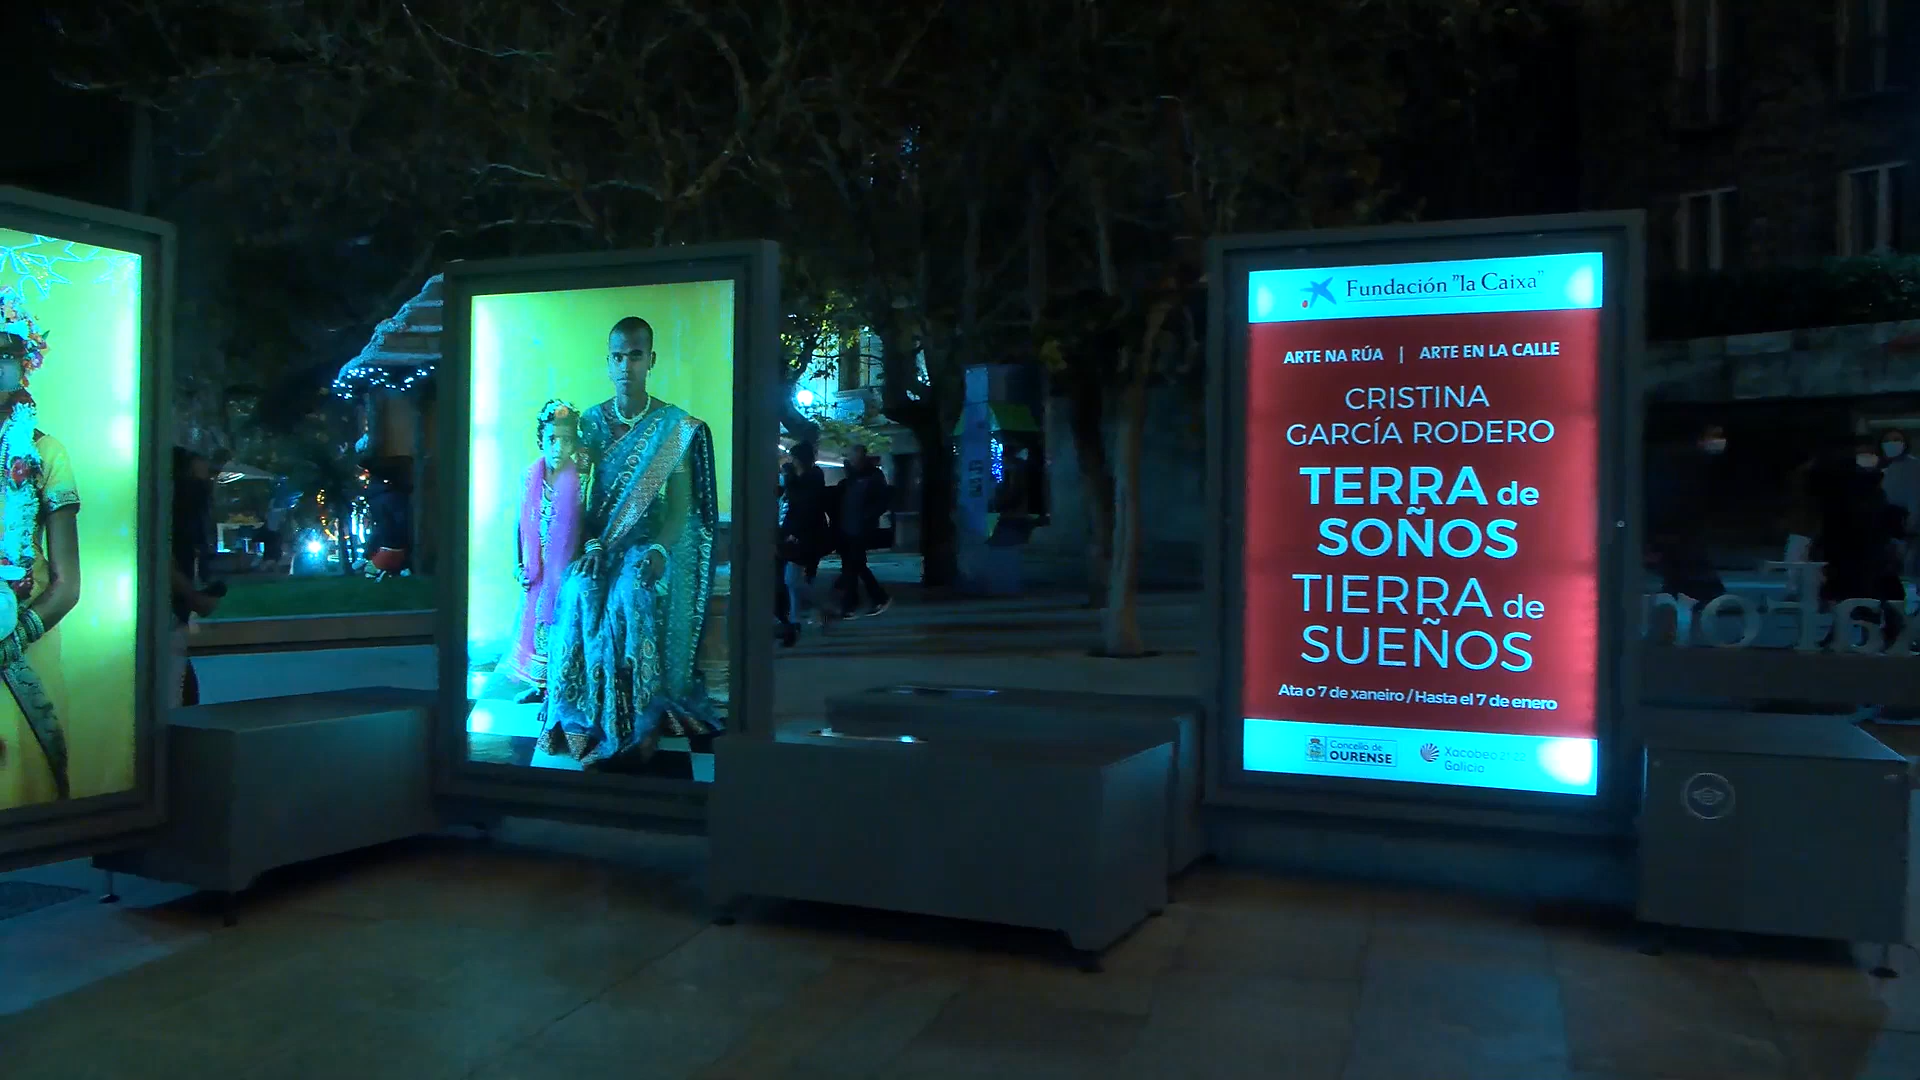 Fundación "la Caixa"
ARTE NA RÚA | ARTE EN LA CALLE
CRISTINA
GARCÍA RODERO
TERRA de
SOÑOS
TIERRA de
SUEÑOS
Ata o 7 de xaneiro / Hasta el 7 de enero
Concello de
OURENSE
Xacobeo 21·22
Galicia